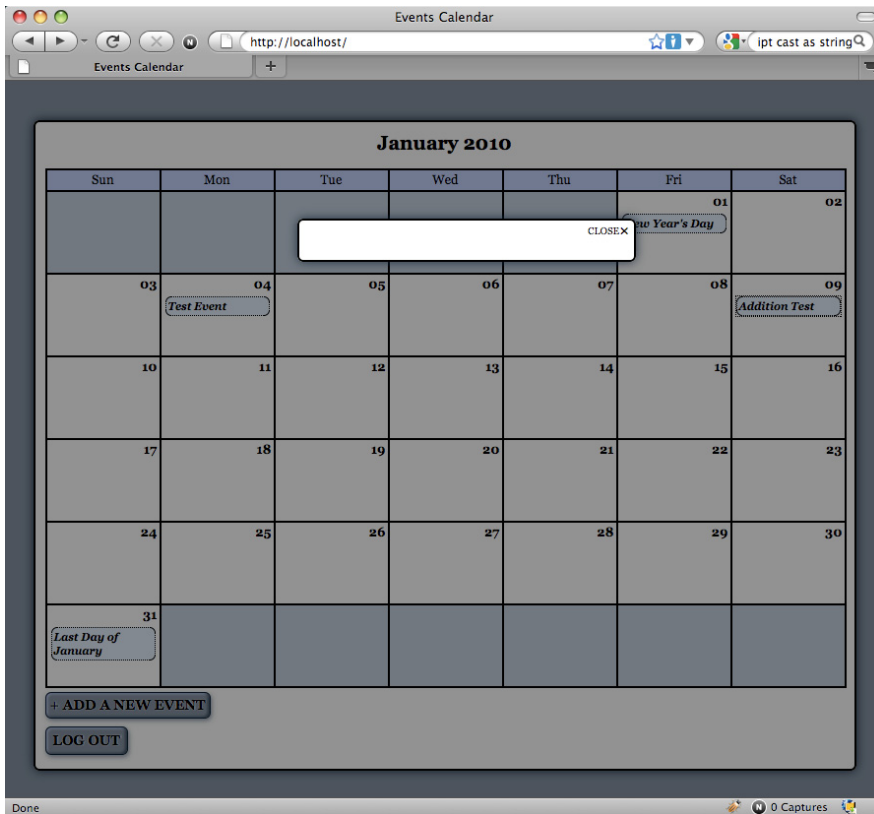 Events Calendar
http://localhost/
ipt cast as string
Events Calendar
+
January 2010
Sun Mon Tue Wed Thu Fri Sat
01 02
CLOSE×
ew Year's Day
03 04 05 06 07 08 09
Test Event Addition Test
10 11 12 13 14 15 16
17 18 19 20 21 22 23
24 25 26 27 28 29 30
31
Last Day of
January
+ ADD A NEW EVENT
LOG OUT
Done N 0 Captures